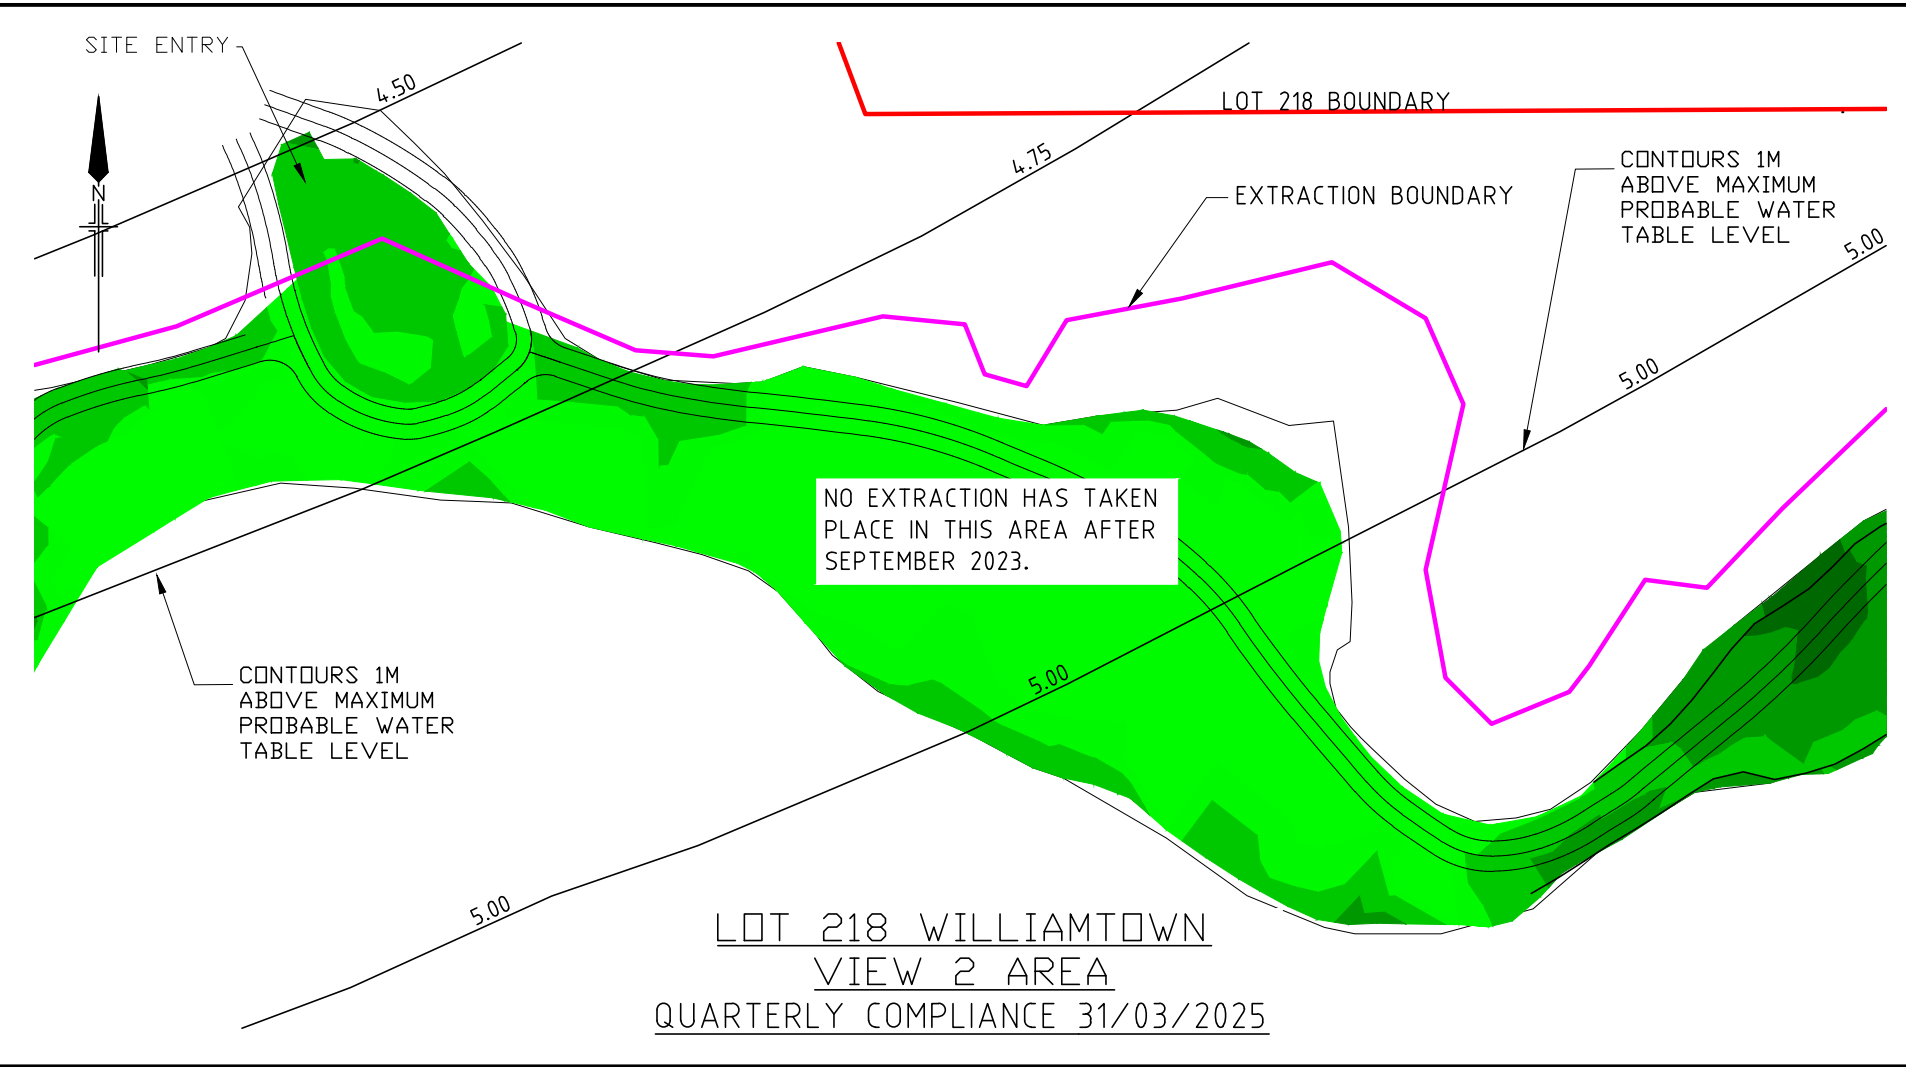 SITE ENTRY
4.50
LOT 218 BOUNDARY
4.75
CONTOURS 1M
ABOVE MAXIMUM
PROBABLE WATER
TABLE LEVEL
EXTRACTION BOUNDARY
N
5.00
5.00
NO EXTRACTION HAS TAKEN
PLACE IN THIS AREA AFTER
SEPTEMBER 2023.
CONTOURS 1M
ABOVE MAXIMUM
PROBABLE WATER
TABLE LEVEL
5.00
5.00
LOT 218 WILLIAMTOWN
VIEW 2 AREA
QUARTERLY COMPLIANCE 31/03/2025